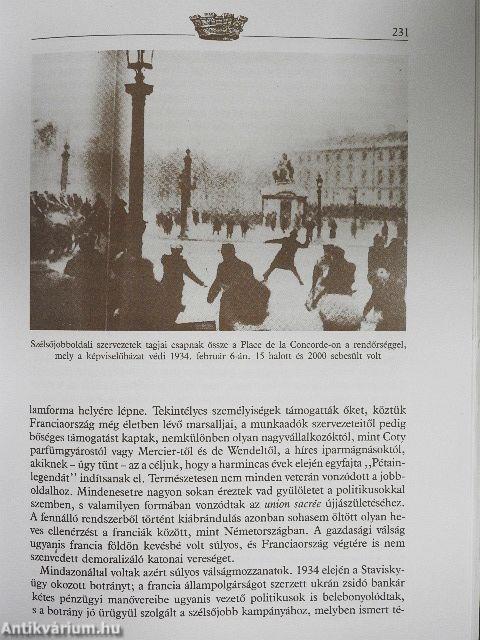 231
Szélsőjobboldali szervezetek tagjai csapnak össze a Place de la Concorde-on a rendőrséggel,
mely a képviselőházat védi 1934. február 6-án. 15 halott és 2000 sebesült volt
lamforma helyére lépne. Tekintélyes személyiségek támogatták őket, köztük
Franciaország még életben lévő marsalljai, a munkaadók szervezeteitől pedig
bőséges támogatást kaptak, nemkülönben olyan nagyvállalkozóktól, mint Coty
parfümgyárostól vagy Mercier-től és de Wendeltől, a híres iparmágnásoktól,
akiknek – úgy tűnt – az a céljuk, hogy a harmincas évek elején egyfajta „Pétain-
legendát” indítsanak el. Természetesen nem minden veterán vonzódott a jobb-
oldalhoz. Mindenesetre nagyon sokan éreztek vad gyűlöletet a politikusokkal
szemben, s valamilyen formában vonzódtak az union sacrée újjászületéséhez.
A fennálló rendszerből történt kiábrándulás azonban sohasem öltött olyan he-
ves ellenérzést a franciák között, mint Németországban. A gazdasági válság
ugyanis francia földön kevésbé volt súlyos, és Franciaország végtére is nem
szenvedett demoralizáló katonai vereséget.
Mindazonáltal voltak azért súlyos válságmozzanatok. 1934 elején a Stavisky-
ügy okozott botrányt; a francia állampolgárságot szerzett ukrán zsidó bankár
kétes pénzügyi manővereibe ugyanis vezető politikusok is belebonyolódtak,
s a botrány jó ürügyül szolgált a szélsőjobb kampányához, melyben ismert té-
Antikvárium.hu